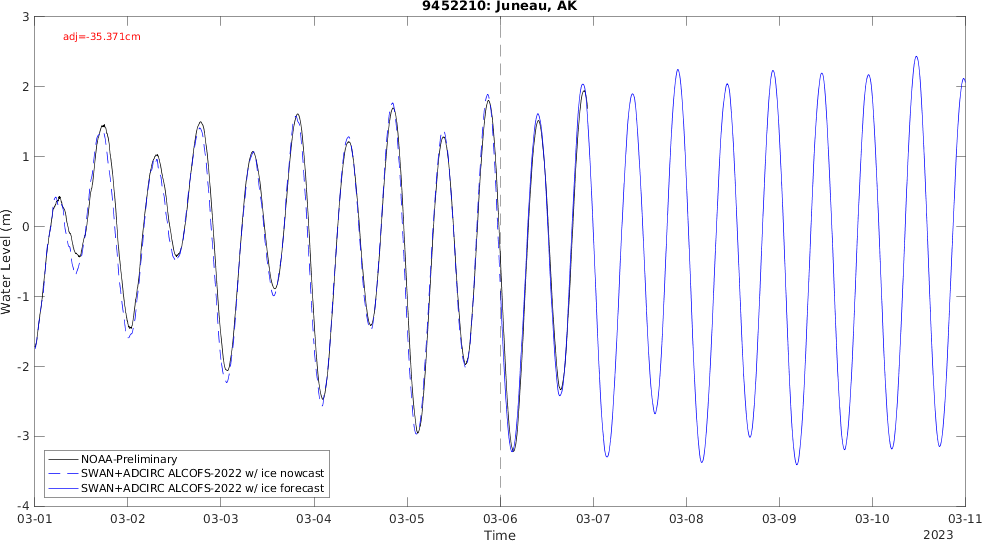 9452210: Juneau, AK
adj=-35.371cm
3
2
1
0
-1
-2
-3
-4
Water Level (m)
NOAA-Preliminary
SWAN+ADCIRC ALCOFS-2022 w/ ice nowcast
SWAN+ADCIRC ALCOFS-2022 w/ ice forecast
03-01 03-02 03-03 03-04 03-05 03-06 03-07 03-08 03-09 03-10 03-11
Time
2023